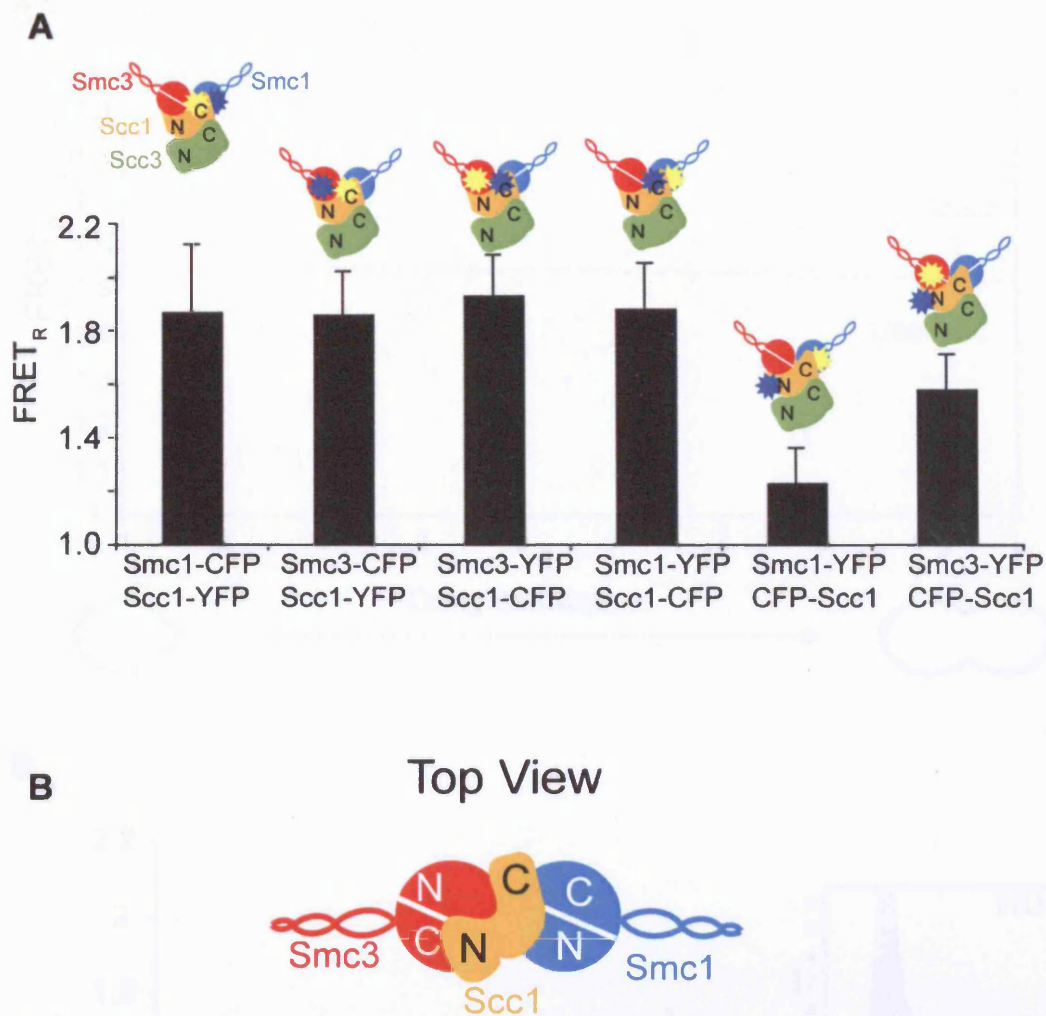 A
Smc3
Smc1
Scc1
Scc3
N
C
C
N
N
C
C
N
N
C
C
N
N
C
C
N
N
C
C
N
N
C
C
N
FRETR
2.2
1.8
1.4
1.0
Smc1-CFP
Scc1-YFP
Smc3-CFP
Scc1-YFP
Smc3-YFP
Scc1-CFP
Smc1-YFP
Scc1-CFP
Smc1-YFP
CFP-Scc1
Smc3-YFP
CFP-Scc1
B
Top View
N
C
C
C
N
N
Smc3
Scc1
Smc1